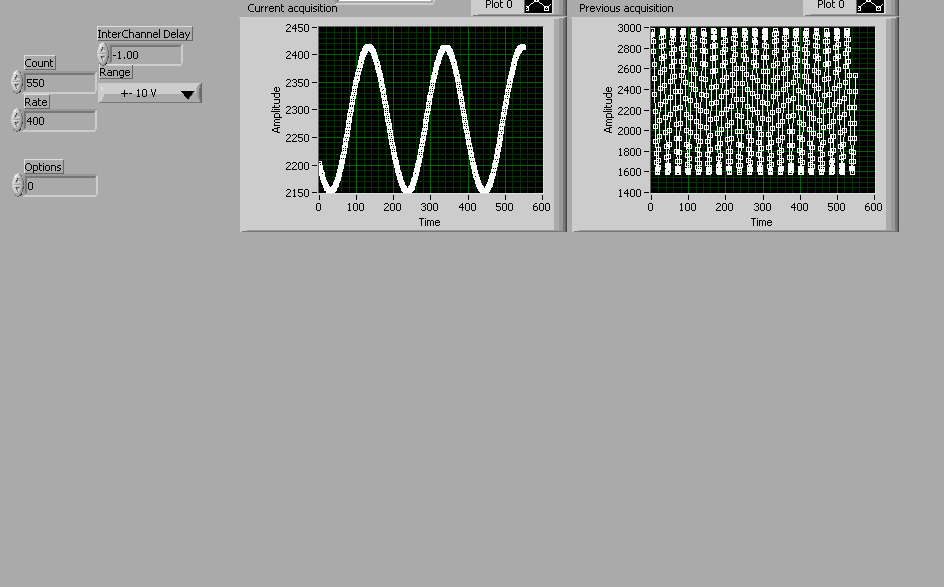 InterChannel Delay
-1.00
Count
550
Range
+- 10 V
Rate
400
Options
0
Current acquisition
Plot 0
2450
2400
2350
2300
2250
2200
2150
Amplitude
0 100 200 300 400 500 600
Time
Previous acquisition
Plot 0
3000
2800
2600
2400
2200
2000
1800
1600
1400
Amplitude
0 100 200 300 400 500 600
Time